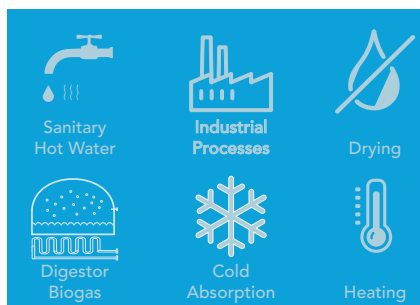 Sanitary
Hot Water
Industrial
Processes
Drying
Digestor
Biogas
Cold
Absorption
Heating